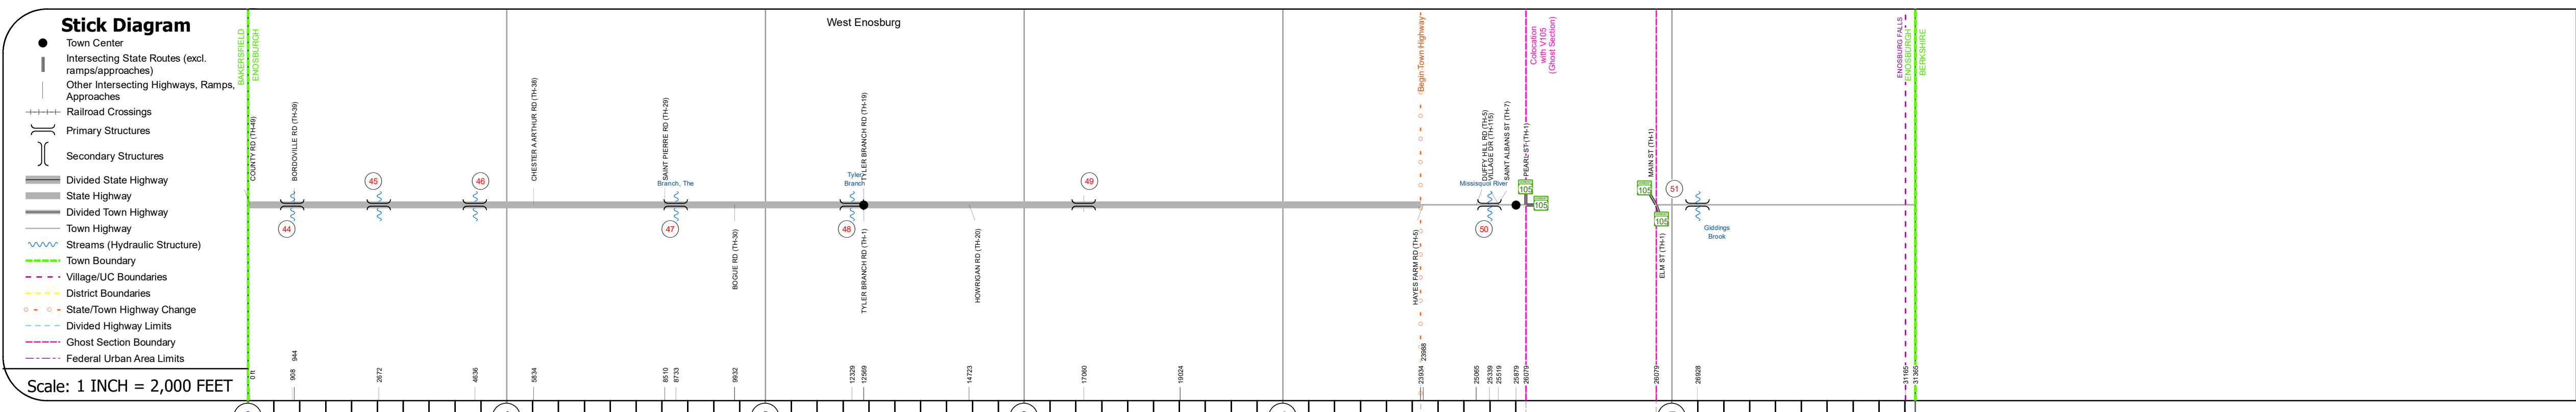 Stick Diagram
Town Center
Intersecting State Routes (excl.
ramps/approaches)
Other Intersecting Highways, Ramps,
Approaches
Railroad Crossings
Primary Structures
Secondary Structures
Divided State Highway
State Highway
Divided Town Highway
Town Highway
Streams (Hydraulic Structure)
Town Boundary
Village/UC Boundaries
District Boundaries
State/Town Highway Change
Divided Highway Limits
Ghost Section Boundary
Federal Urban Area Limits
Scale: 1 INCH = 2,000 FEET
West Enosburg
BAKERSFIELD
ENOSBURGH
COUNTY RD (TH-49)
BORDOVILLE RD (TH-39)
44
45
46
CHESTER A ARTHUR RD (TH-38)
SAINT PIERRE RD (TH-29)
Branch, The
47
BOGUE RD (TH-30)
Tyler
Branch
TYLER BRANCH RD (TH-19)
48
TYLER BRANCH RD (TH-1)
HOWRIGAN RD (TH-20)
49
Begin Town Highway
HAYES FARM RD (TH-5)
DUFFY HILL RD (TH-5)
VILLAGE DR (TH-115)
SAINT ALBANS ST (TH-7)
Missisquoi River
50
PEARL ST (TH-1)
105
105
Colocation
with V105
(Ghost Section)
MAIN ST (TH-1)
105
105
ELM ST (TH-1)
51
Giddings
Brook
ENOSBURG FALLS
ENOSBURGH
BERKSHIRE
0 ft
908
944
2672
4636
5834
8510
8733
9932
12329
12569
14723
17060
19024
23934
23988
25065
25339
25519
25879
26079
26079
26928
31165
31365